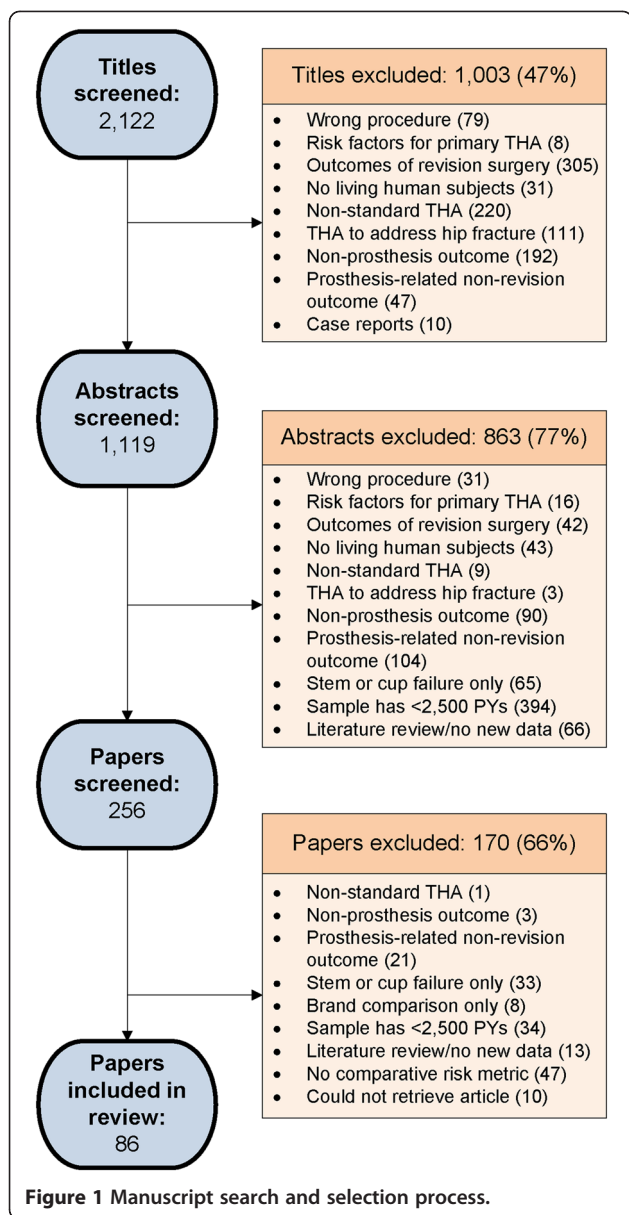 Titles
screened:
2,122
Titles excluded: 1,003 (47%)
• Wrong procedure (79)
• Risk factors for primary THA (8)
• Outcomes of revision surgery (305)
• No living human subjects (31)
• Non-standard THA (220)
• THA to address hip fracture (111)
• Non-prosthesis outcome (192)
• Prosthesis-related non-revision
outcome (47)
• Case reports (10)
Abstracts
screened:
1,119
Abstracts excluded: 863 (77%)
• Wrong procedure (31)
• Risk factors for primary THA (16)
• Outcomes of revision surgery (42)
• No living human subjects (43)
• Non-standard THA (9)
• THA to address hip fracture (3)
• Non-prosthesis outcome (90)
• Prosthesis-related non-revision
outcome (104)
• Stem or cup failure only (65)
• Sample has <2,500 PYs (394)
• Literature review/no new data (66)
Papers
screened:
256
Papers excluded: 170 (66%)
• Non-standard THA (1)
• Non-prosthesis outcome (3)
• Prosthesis-related non-revision
outcome (21)
• Stem or cup failure only (33)
• Brand comparison only (8)
• Sample has <2,500 PYs (34)
• Literature review/no new data (13)
• No comparative risk metric (47)
• Could not retrieve article (10)
Papers
included in
review:
86
Figure 1 Manuscript search and selection process.